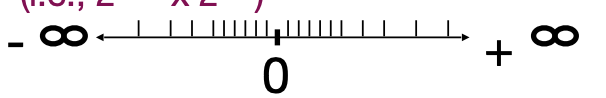 - ∞
+ ∞
0